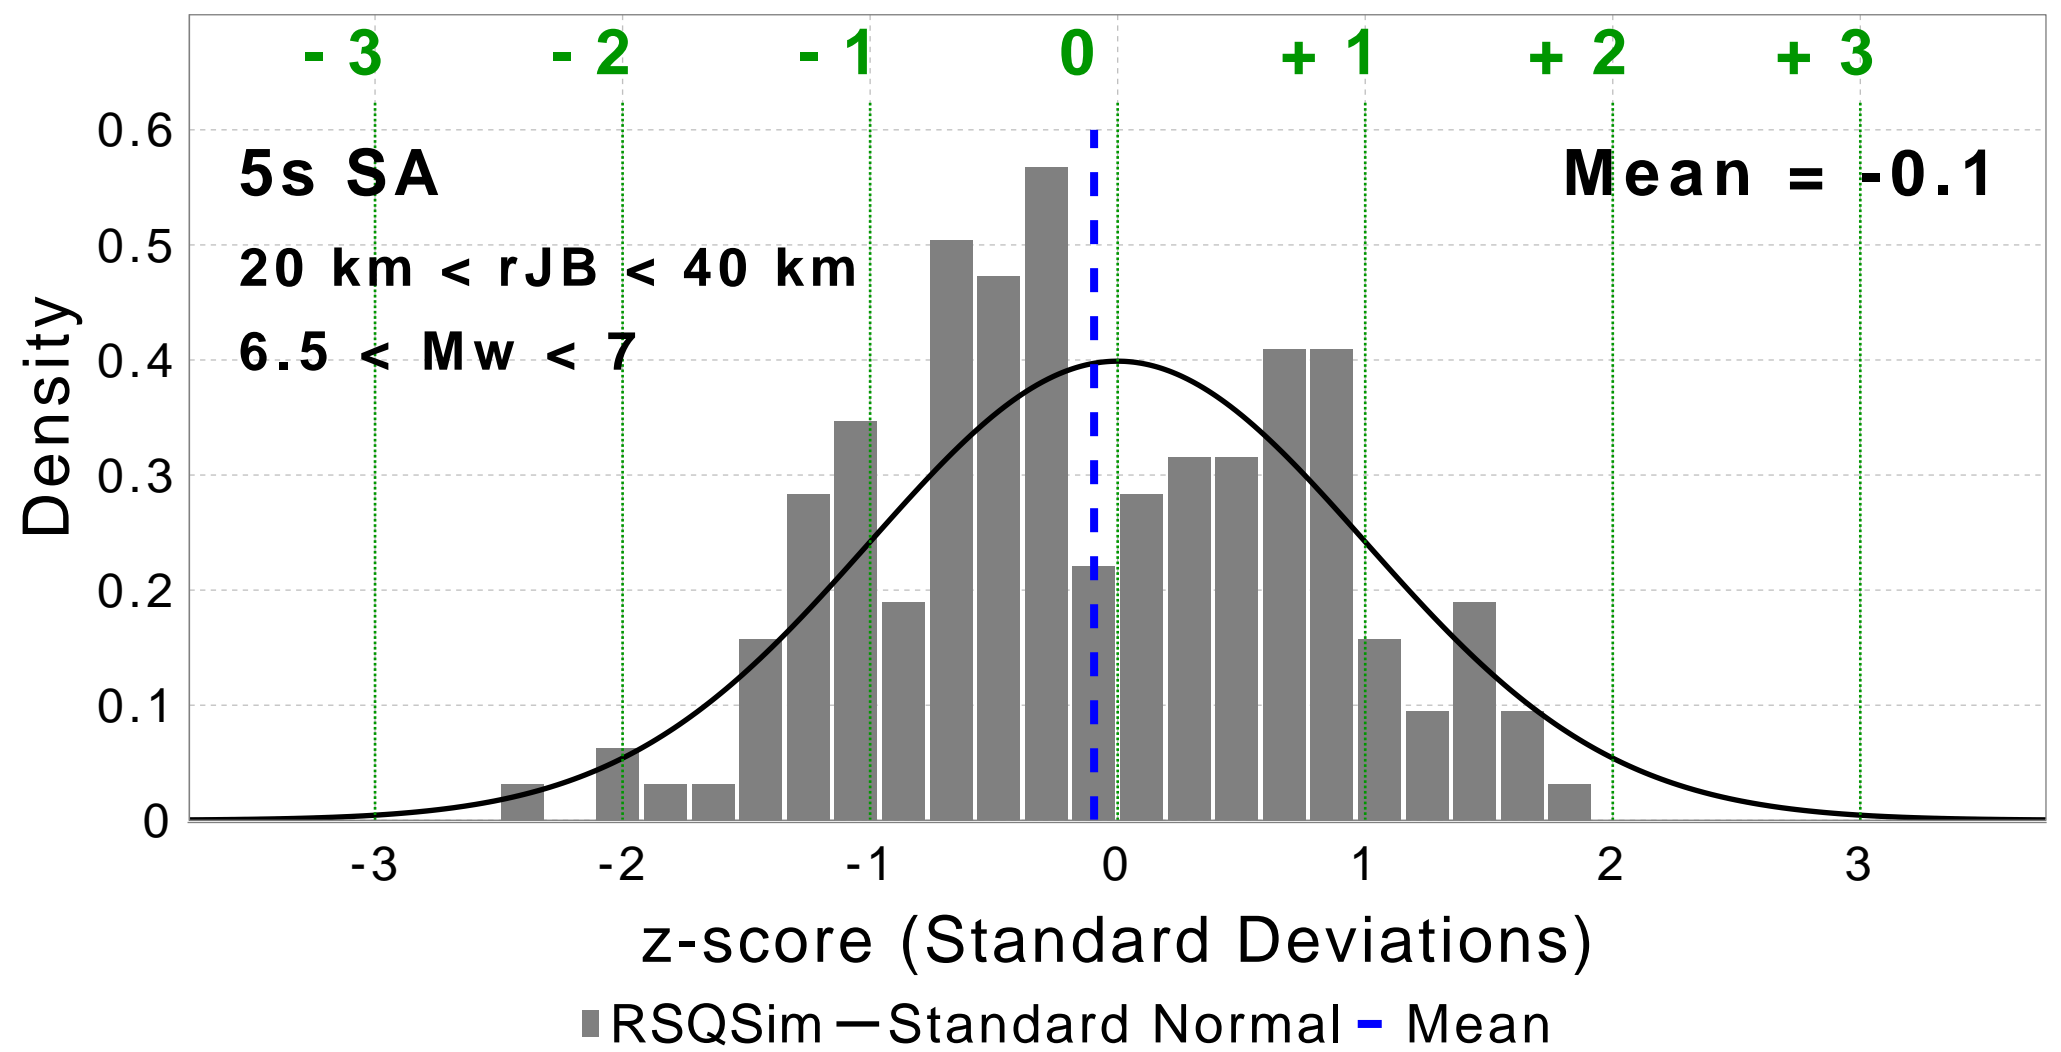 - 3 - 2 - 1 0 + 1 + 2 + 3
0.6
5s SA
Mean = -0.1
0.5
20 km < rJB < 40 km
6.5 < Mw < 7
0.4
0.3
0.2
0.1
0
Density
-3 -2 -1 0 1 2 3
z-score (Standard Deviations)
RSQSim Standard Normal Mean